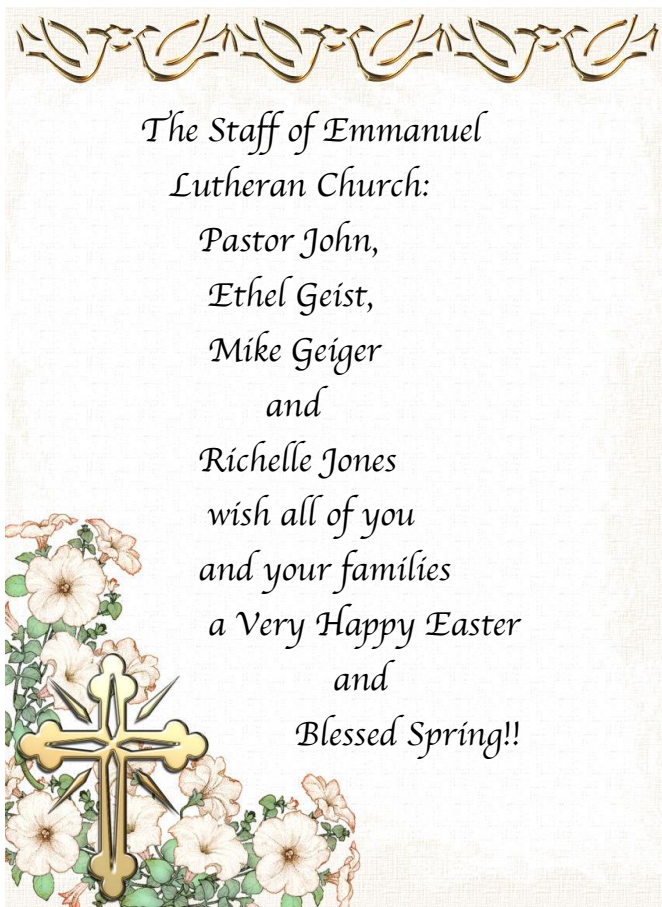 The Staff of Emmanuel
Lutheran Church:
Pastor John,
Ethel Geist,
Mike Geiger
and
Richelle Jones
wish all of you
and your families
a Very Happy Easter
and
Blessed Spring!!